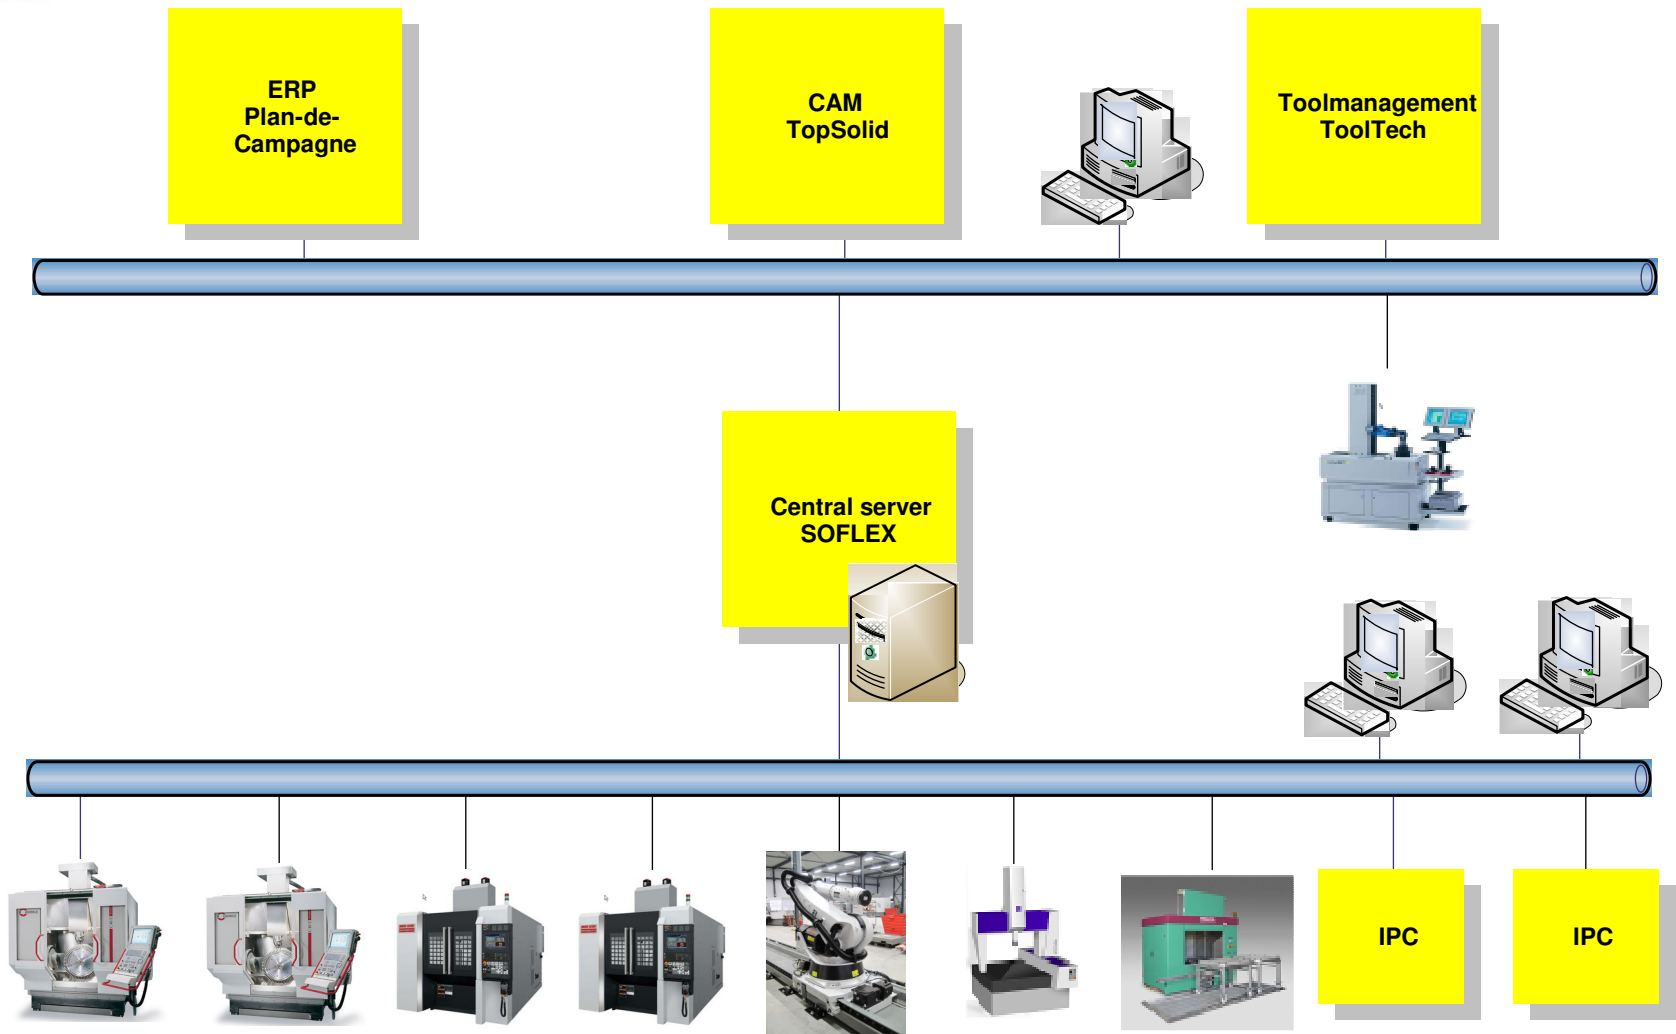 ERP
Plan-de-
Campagne
CAM
TopSolid
Toolmanagement
ToolTech
Central server
SOFLEX
IPC
IPC